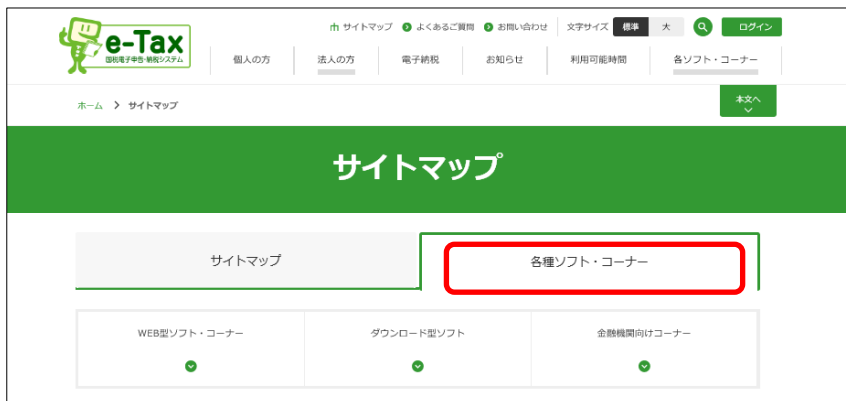 サイトマップ よくあるご質問 お問い合わせ 文字サイズ 標準 大 ログイン
e-Tax
国税電子申告・納税システム
個人の方 法人の方 電子納税 お知らせ 利用可能時間 各ソフト・コーナー
ホーム > サイトマップ
本文へ
サイトマップ
サイトマップ 各種ソフト・コーナー
WEB型ソフト・コーナー ダウンロード型ソフト 金融機関向けコーナー